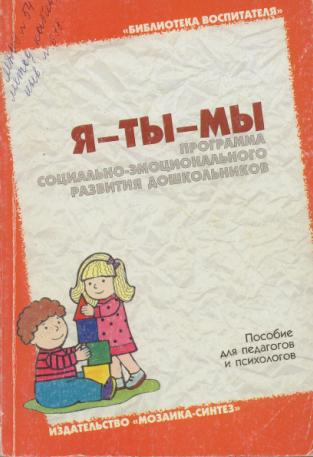 «БИБЛИОТЕКА ВОСПИТАТЕЛЯ»
Я–ТЫ–МЫ
ПРОГРАММА
СОЦИАЛЬНО-ЭМОЦИОНАЛЬНОГО
РАЗВИТИЯ ДОШКОЛЬНИКОВ
Пособие
для педагогов
и психологов
ИЗДАТЕЛЬСТВО «МОЗАИКА-СИНТЕЗ»